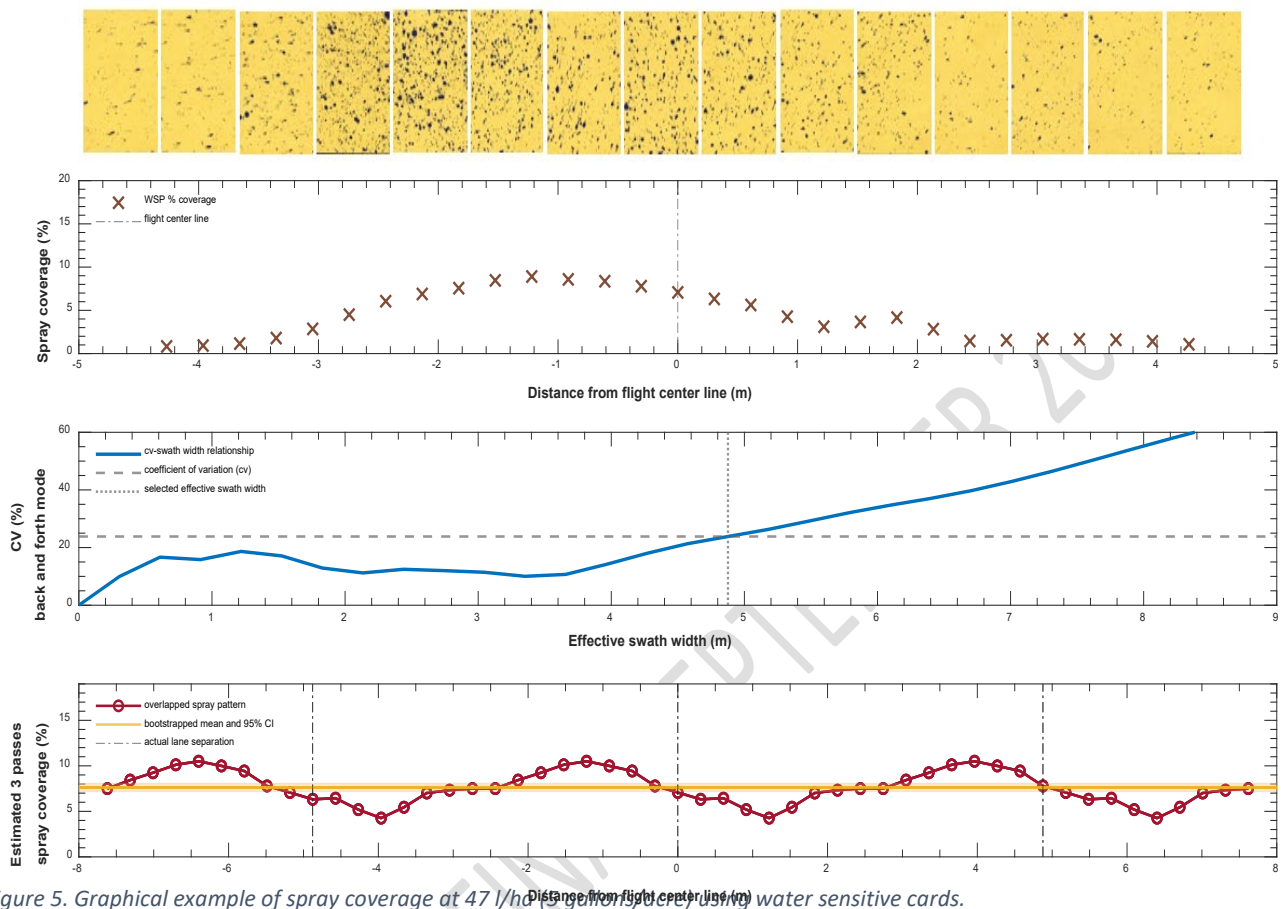 20
15
10
5
0
Spray coverage (%)
WSP % coverage
flight center line
-5 -4 -3 -2 -1 0 1 2 3 4 5
Distance from flight center line (m)
60
40
20
0
CV (%)
back and forth mode
cv-swath width relationship
coefficient of variation (cv)
selected effective swath width
0 1 2 3 4 5 6 7 8 9
Effective swath width (m)
15
10
5
0
Estimated 3 passes
spray coverage (%)
overlapped spray pattern
bootstrapped mean and 95% CI
actual lane separation
-8 -6 -4 -2 0 2 4 6
Distance from flight center line (m)
igure 5. Graphical example of spray coverage at 47 l/ha (5 gallons/acre) using water sensitive cards.